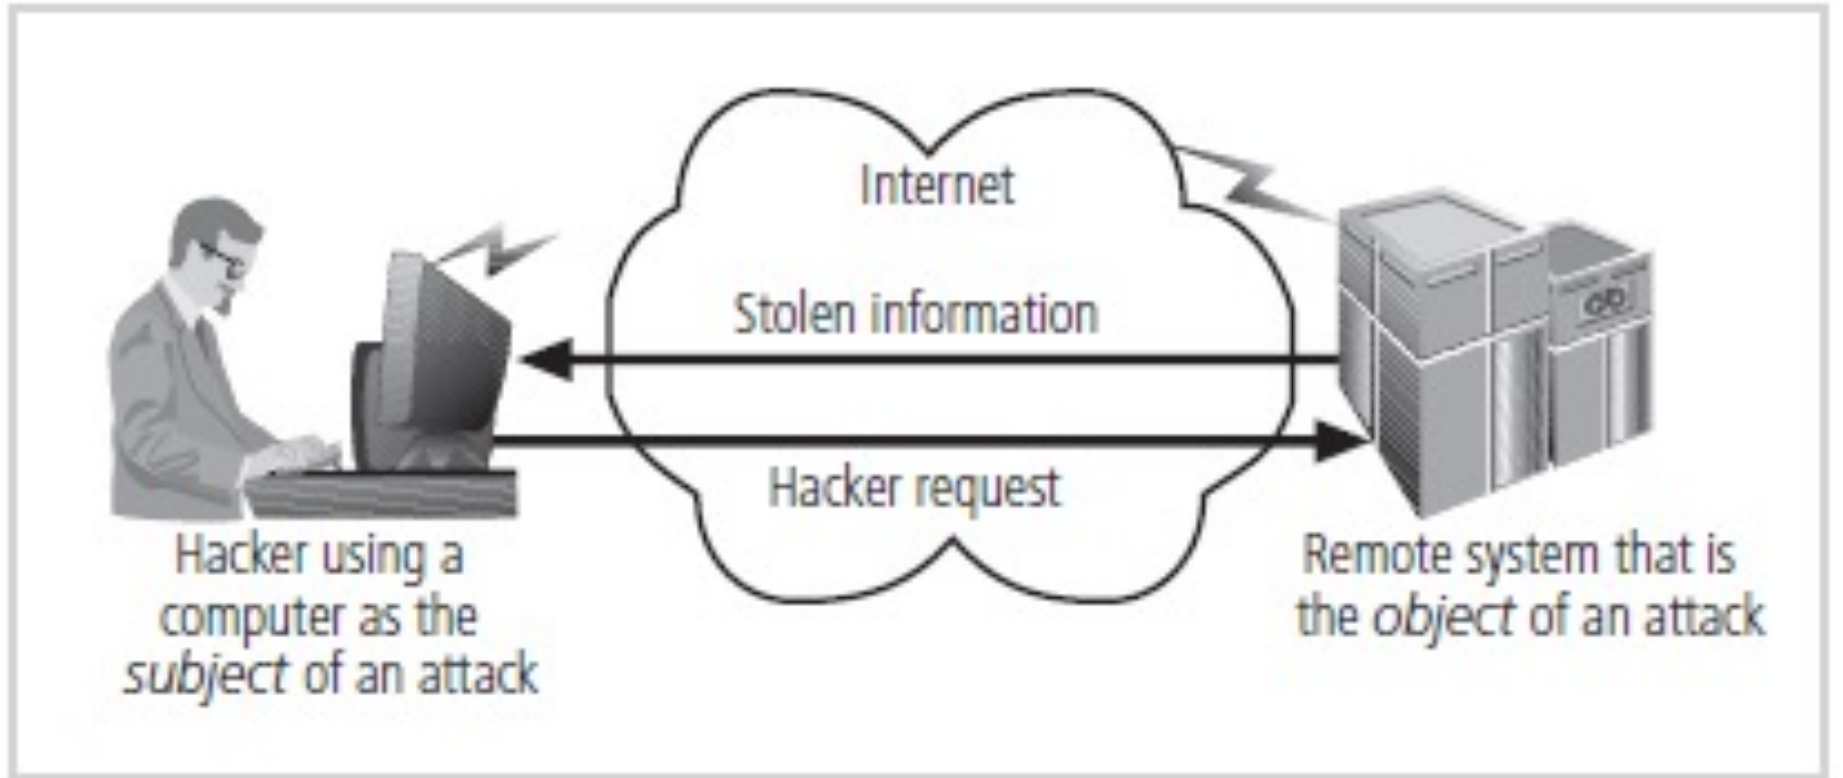 Internet
Stolen information
Hacker request
Hacker using a
computer as the
subject of an attack
Remote system that is
the object of an attack